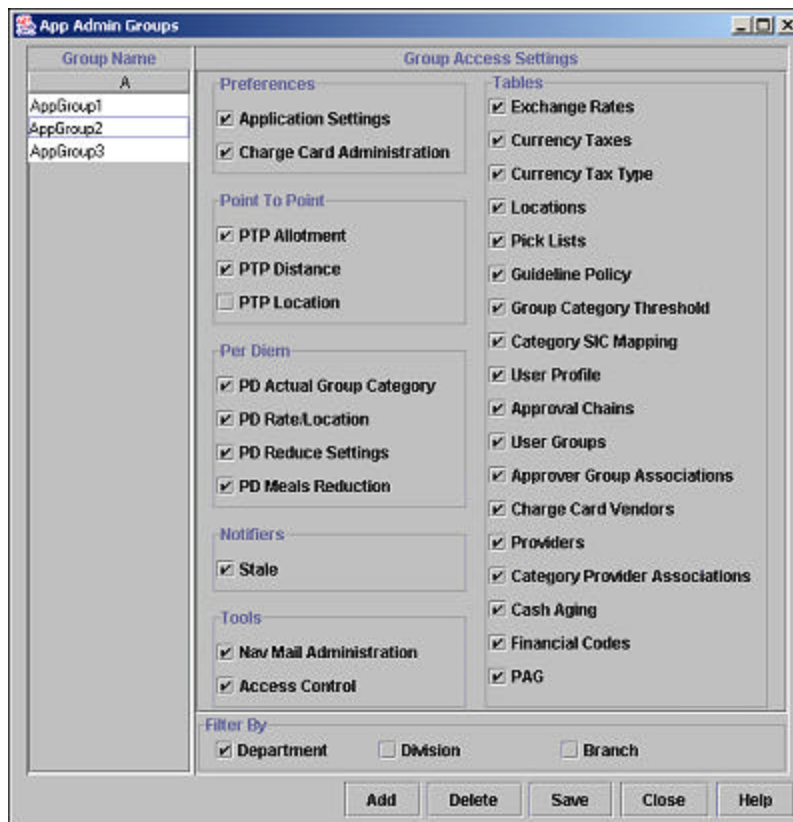 App Admin Groups
Group Name
A
AppGroup1
AppGroup2
AppGroup3
Group Access Settings
Preferences
Application Settings
Charge Card Administration
Point To Point
PTP Allotment
PTP Distance
PTP Location
Per Diem
PD Actual Group Category
PD Rate/Location
PD Reduce Settings
PD Meals Reduction
Notifiers
Stale
Tools
Nav Mail Administration
Access Control
Tables
Exchange Rates
Currency Taxes
Currency Tax Type
Locations
Pick Lists
Guideline Policy
Group Category Threshold
Category SIC Mapping
User Profile
Approval Chains
User Groups
Approver Group Associations
Charge Card Vendors
Providers
Category Provider Associations
Cash Aging
Financial Codes
PAG
Filter By
Department Division Branch
Add Delete Save Close Help